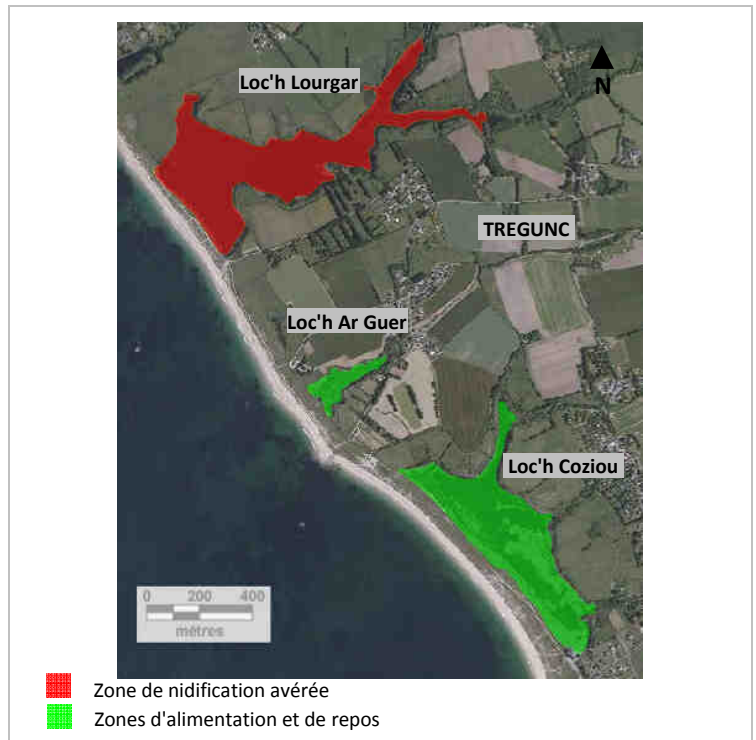 Loc'h Lourgar
N
TREGUNC
Loc'h Ar Guer
Loc'h Coziou
0 200 400
mètres
Zone de nidification avérée
Zones d'alimentation et de repos